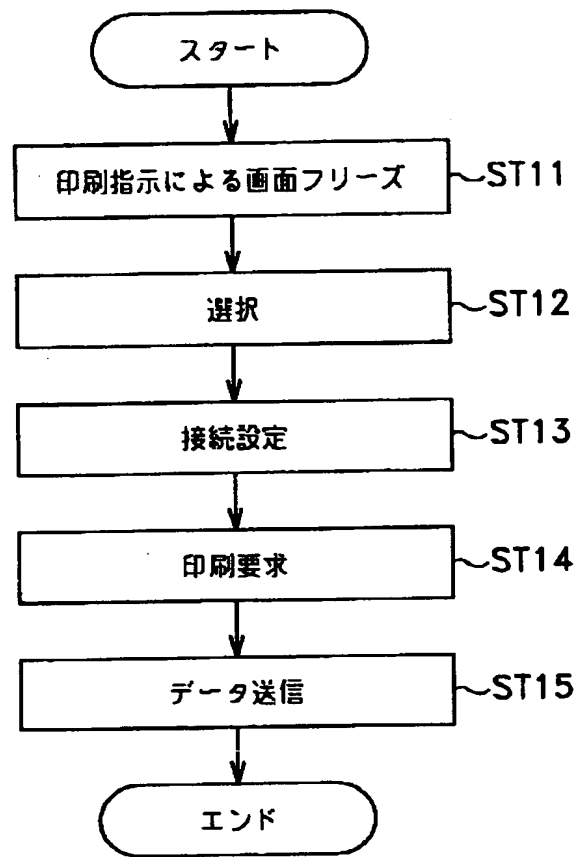 スタート
印刷指示による画面フリーズ ST11
選択 ST12
接続設定 ST13
印刷要求 ST14
データ送信 ST15
エンド